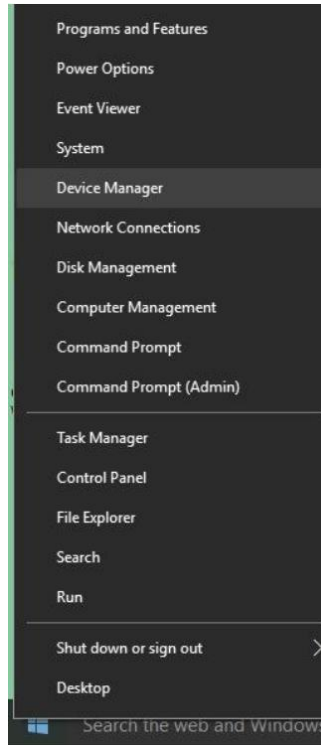 Programs and Features
Power Options
Event Viewer
System
Device Manager
Network Connections
Disk Management
Computer Management
Command Prompt
Command Prompt (Admin)
Task Manager
Control Panel
File Explorer
Search
Run
Shut down or sign out
Desktop
Search the web and Windows